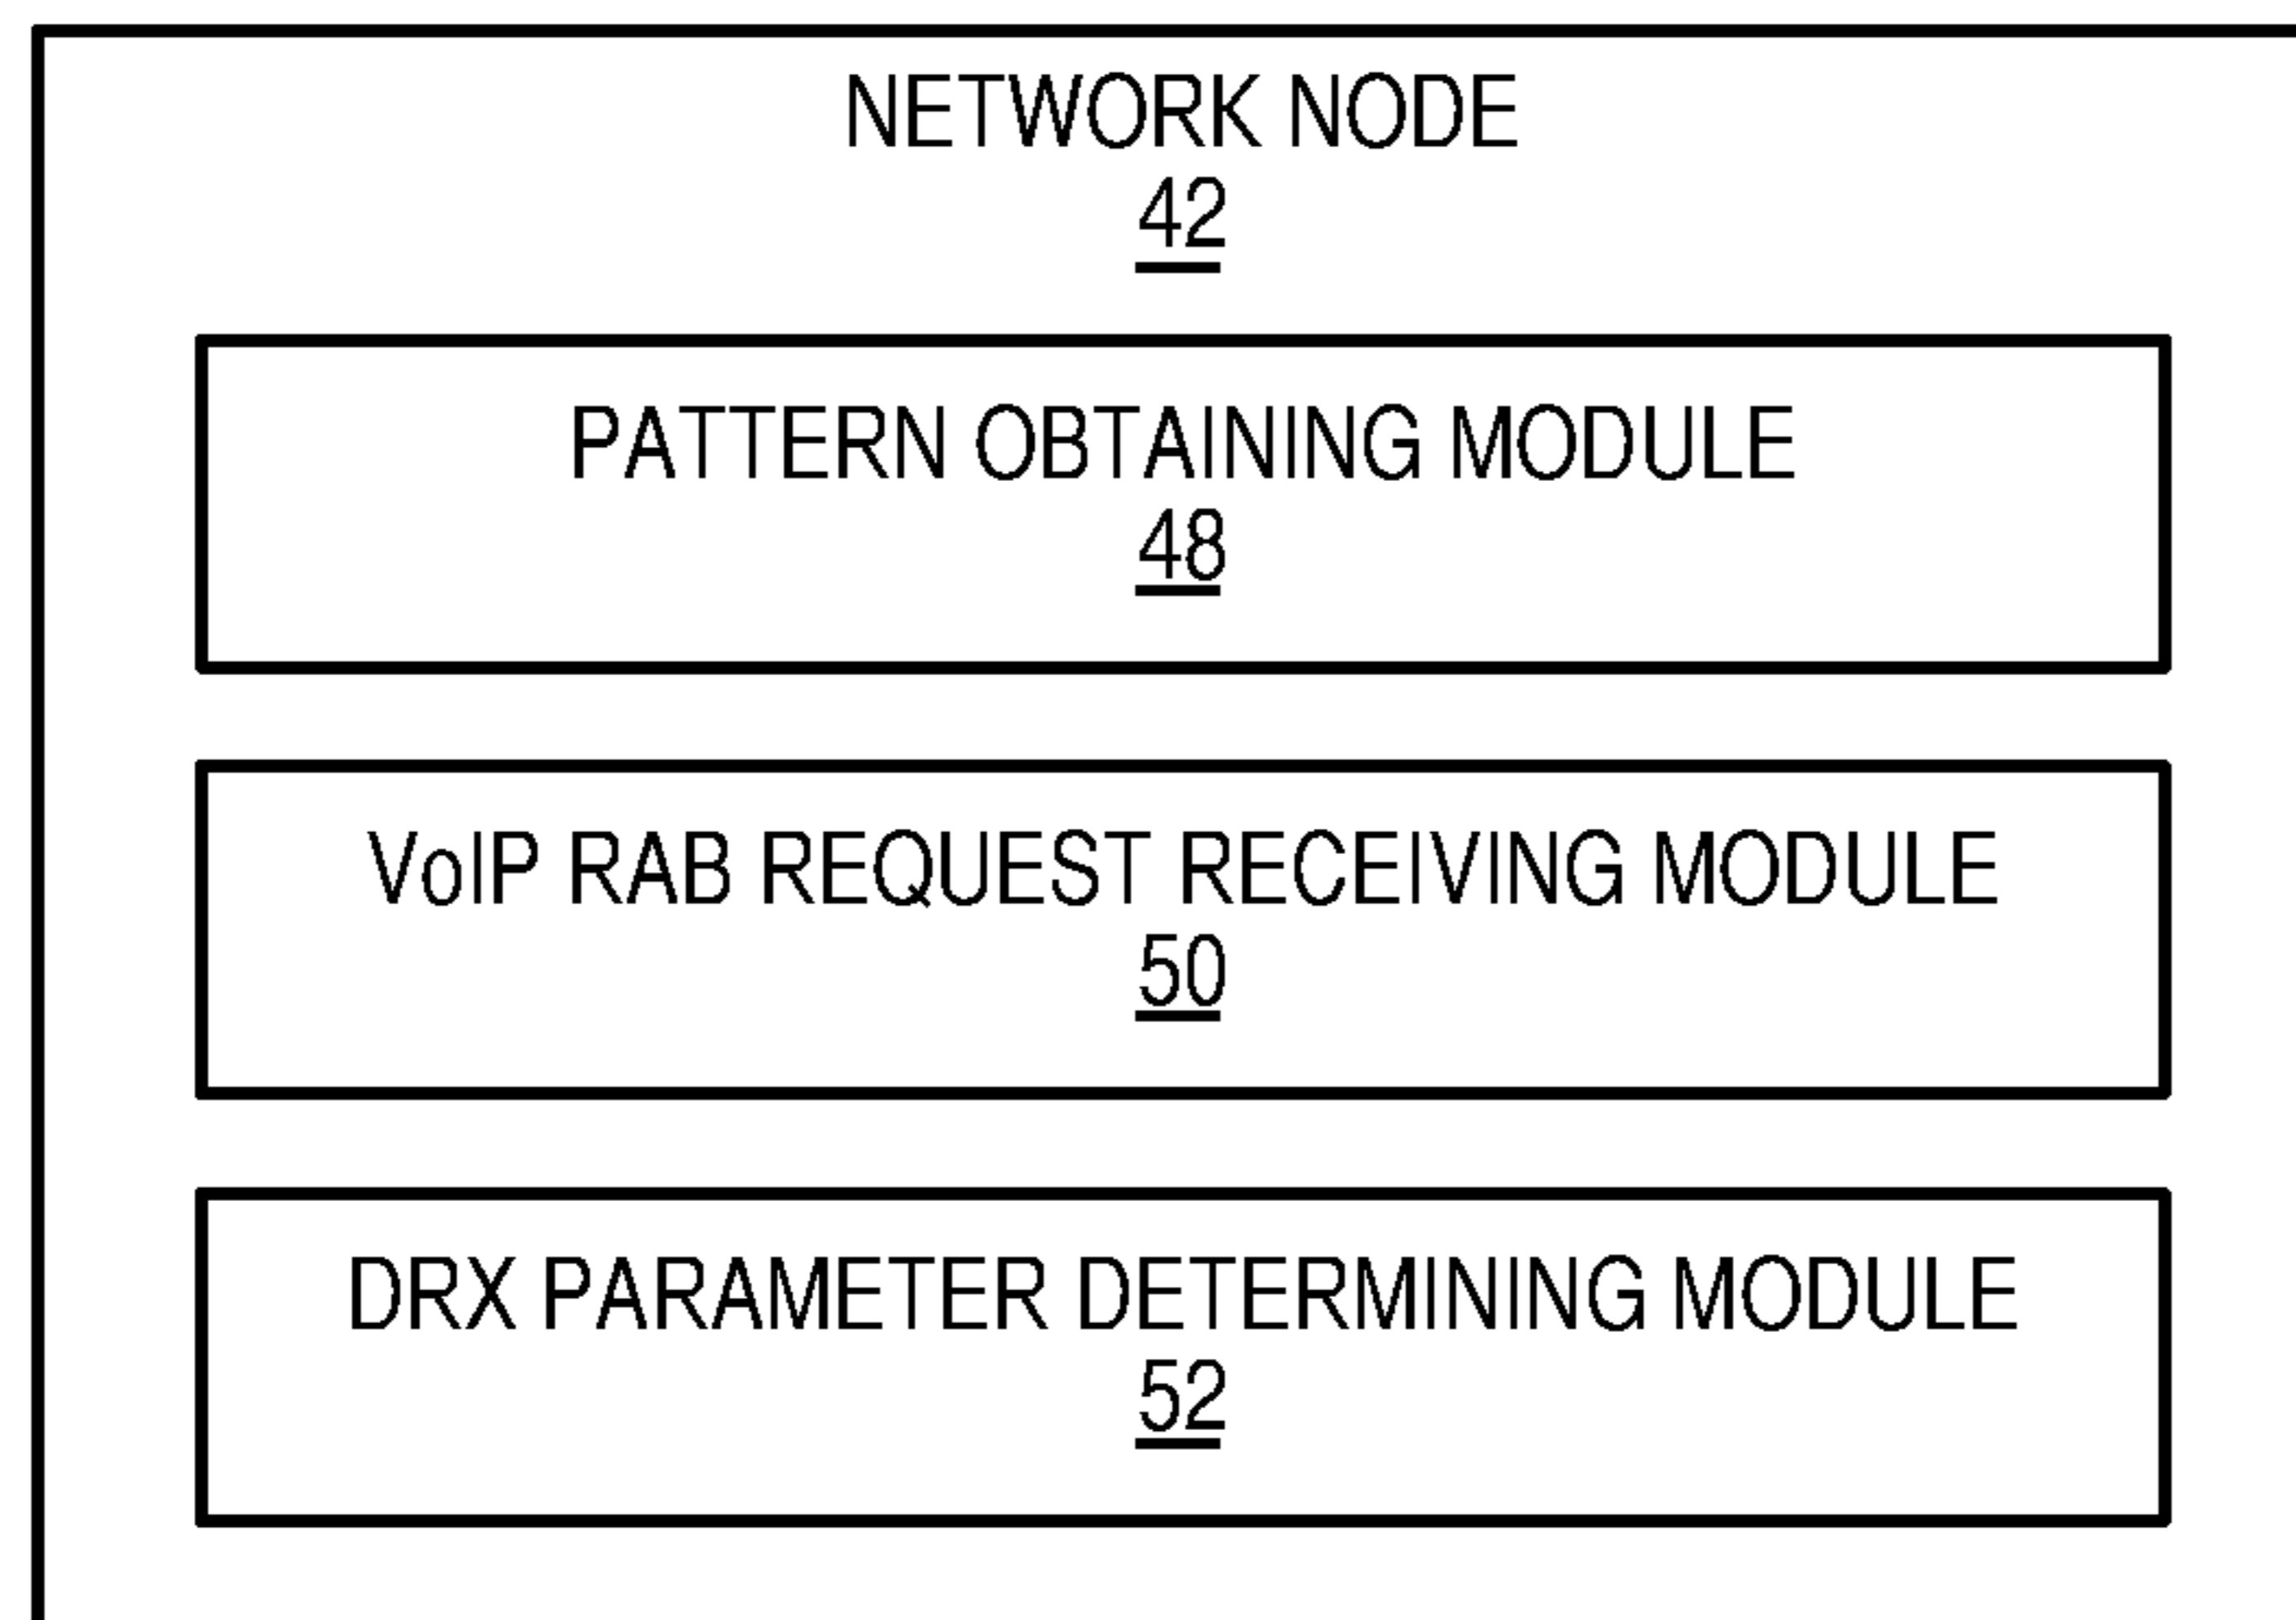 NETWORK NODE
42
PATTERN OBTAINING MODULE
48
VoIP RAB REQUEST RECEIVING MODULE
50
DRX PARAMETER DETERMINING MODULE
52